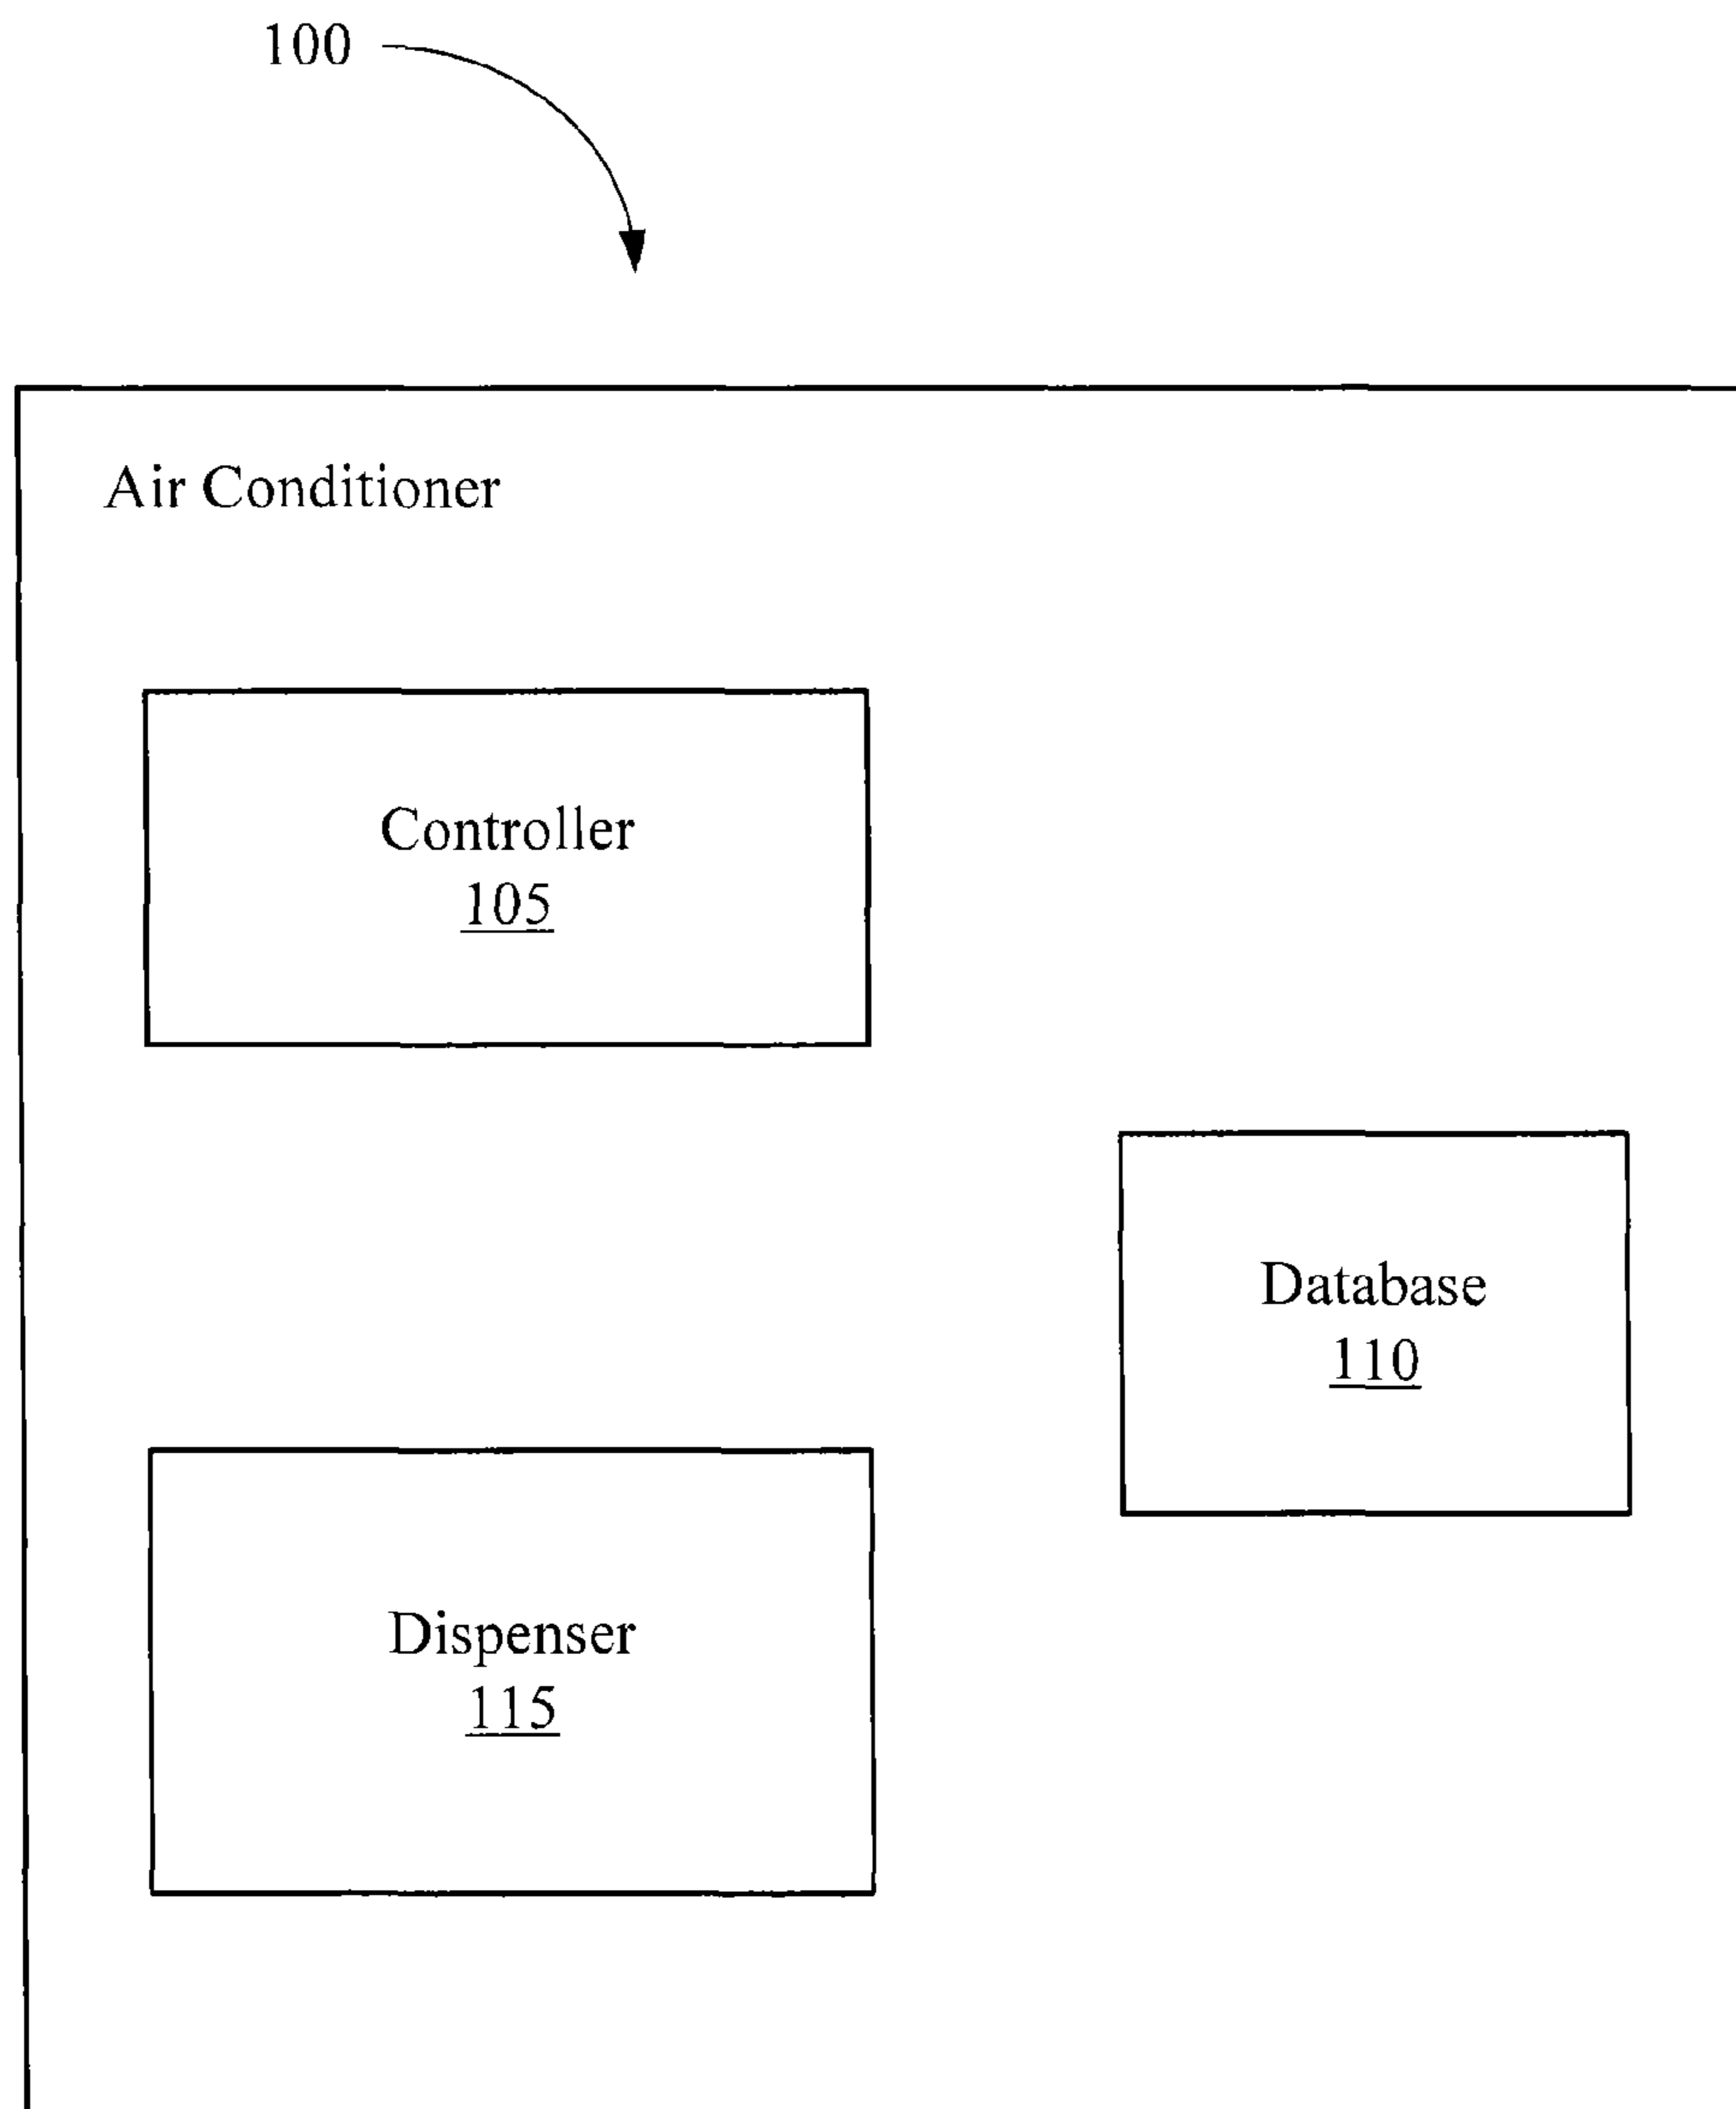 100
Air Conditioner
Controller
105
Database
110
Dispenser
115